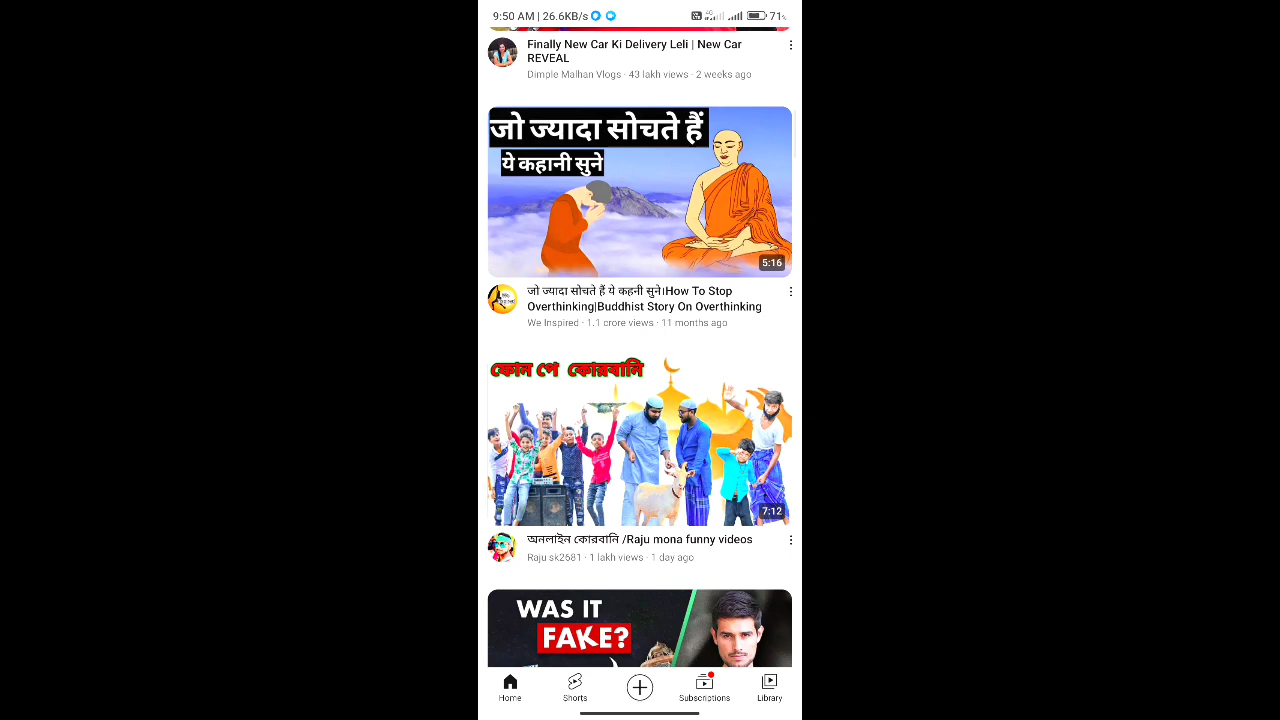 9:50 AM | 26.6KB/s
4G
71%
Finally New Car Ki Delivery Leli | New Car
REVEAL
Dimple Malhan Vlogs · 43 lakh views · 2 weeks ago
जो ज्यादा सोचते हैं
ये कहानी सुने
5:16
जो ज्यादा सोचते हैं ये कहनी सुने।How To Stop
Overthinking|Buddhist Story On Overthinking
We Inspired · 1.1 crore views · 11 months ago
ফোন পে কোরবানি
7:12
অনলাইন কোরবানি /Raju mona funny videos
Raju sk2681 · 1 lakh views · 1 day ago
WAS IT
FAKE?
Home
Shorts
Subscriptions
Library